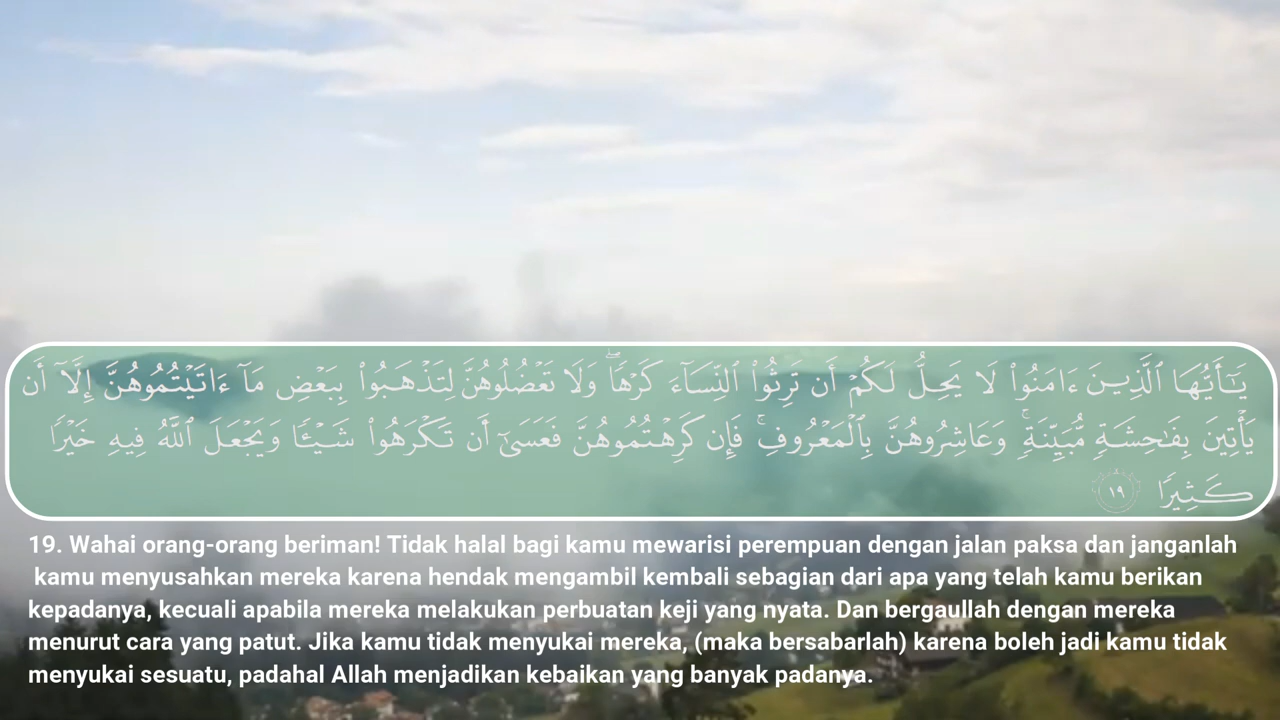 يَـٰٓأَيُّهَا ٱلَّذِينَ ءَامَنُوا۟ لَا يَحِلُّ لَكُمْ أَن تَرِثُوا۟ ٱلنِّسَآءَ كَرْهًا ۖ وَلَا تَعْضُلُوهُنَّ لِتَذْهَبُوا۟ بِبَعْضِ مَآ ءَاتَيْتُمُوهُنَّ إِلَّآ أَن
يَأْتِينَ بِفَـٰحِشَةٍ مُّبَيِّنَةٍ ۚ وَعَاشِرُوهُنَّ بِٱلْمَعْرُوفِ ۚ فَإِن كَرِهْتُمُوهُنَّ فَعَسَىٰٓ أَن تَكْرَهُوا۟ شَيْـًٔا وَيَجْعَلَ ٱللَّهُ فِيهِ خَيْرًا
كَثِيرًا ١٩
19. Wahai orang-orang beriman! Tidak halal bagi kamu mewarisi perempuan dengan jalan paksa dan janganlah
kamu menyusahkan mereka karena hendak mengambil kembali sebagian dari apa yang telah kamu berikan
kepadanya, kecuali apabila mereka melakukan perbuatan keji yang nyata. Dan bergaullah dengan mereka
menurut cara yang patut. Jika kamu tidak menyukai mereka, (maka bersabarlah) karena boleh jadi kamu tidak
menyukai sesuatu, padahal Allah menjadikan kebaikan yang banyak padanya.